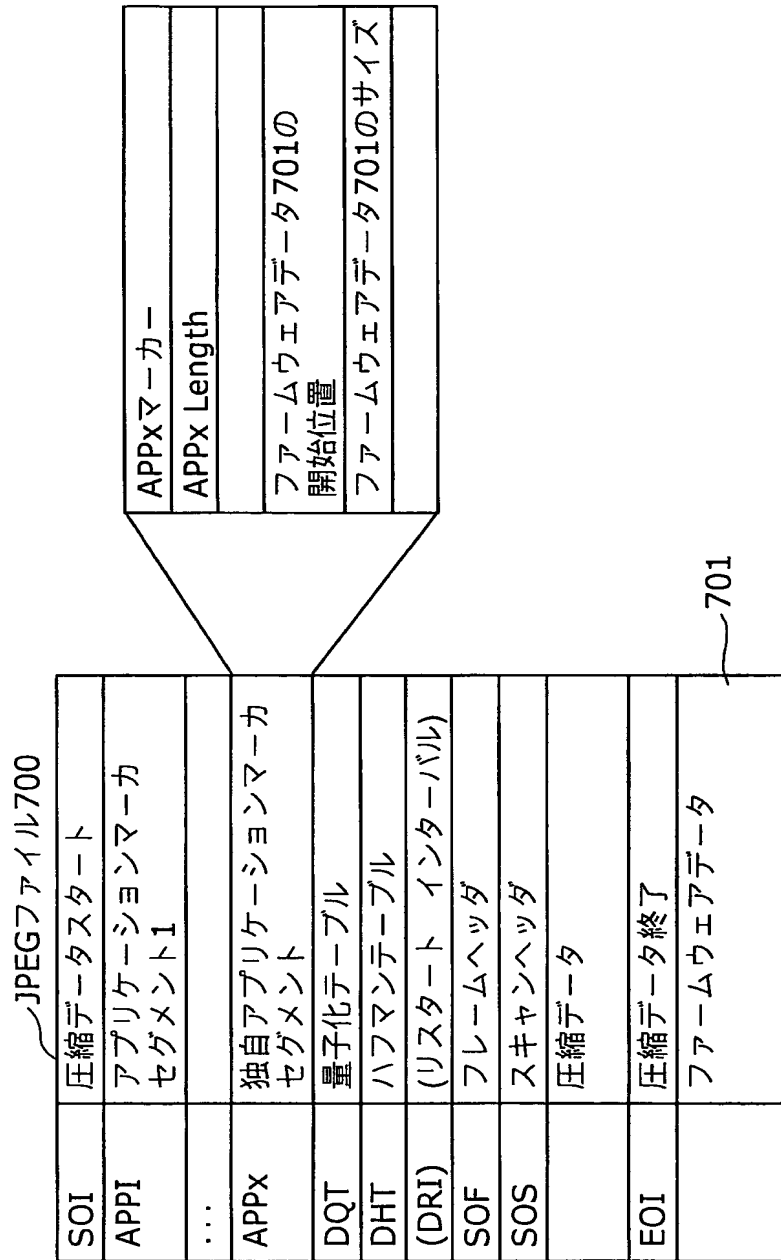 JPEGファイル700
SOI 圧縮データスタート
APPI アプリケーションマーカ
セグメント1
...
APPx 独自アプリケーションマーカ
セグメント
DQT 量子化テーブル
DHT ハフマンテーブル
(DRI) (リスタート インターバル)
SOF フレームヘッダ
SOS スキャンヘッダ
圧縮データ
EOI 圧縮データ終了
ファームウェアデータ
701
APPxマーカー
APPx Length
ファームウェアデータ701の
開始位置
ファームウェアデータ701のサイズ